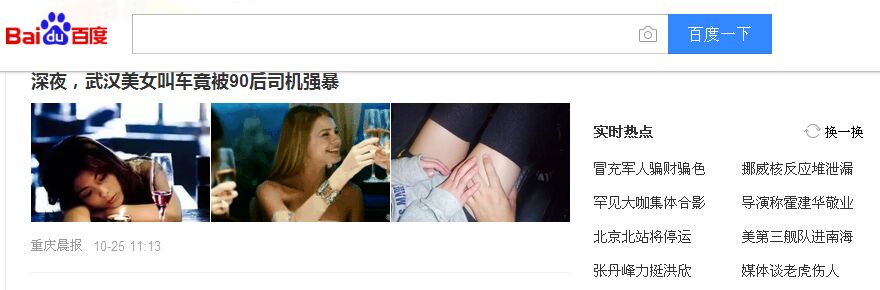 Bai du 百度
百度一下
深夜，武汉美女叫车竟被90后司机强暴
重庆晨报 10-25 11:13
实时热点 换一换
冒充军人骗财骗色 挪威核反应堆泄漏
罕见大咖集体合影 导演称霍建华敬业
北京北站将停运 美第三舰队进南海
张丹峰力挺洪欣 媒体谈老虎伤人